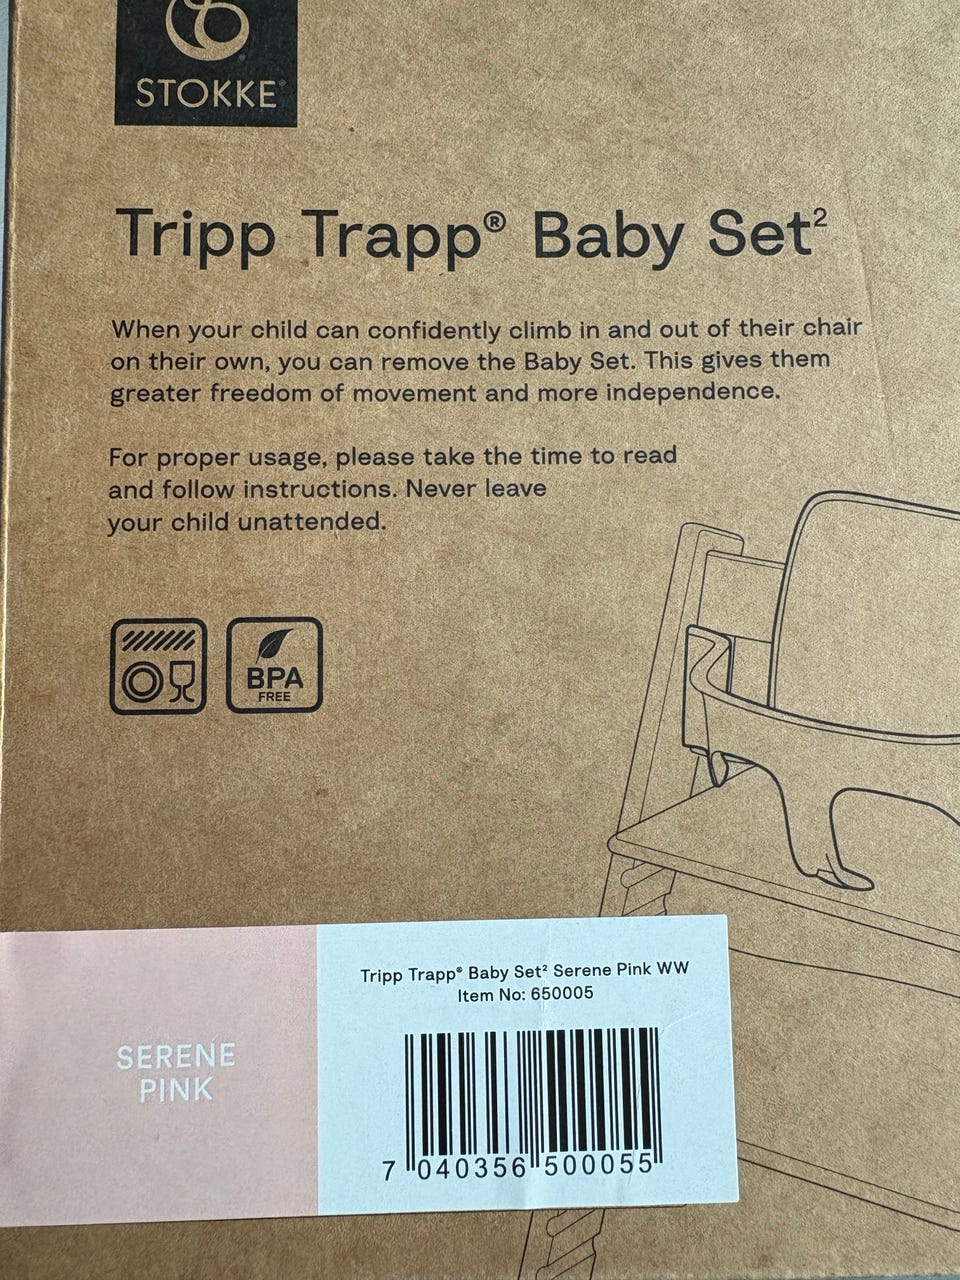 STOKKE®
Tripp Trapp® Baby Set²
When your child can confidently climb in and out of their chair
on their own, you can remove the Baby Set. This gives them
greater freedom of movement and more independence.
For proper usage, please take the time to read
and follow instructions. Never leave
your child unattended.
BPA
FREE
Tripp Trapp® Baby Set² Serene Pink WW
Item No: 650005
SERENE
PINK
7 040356 500055